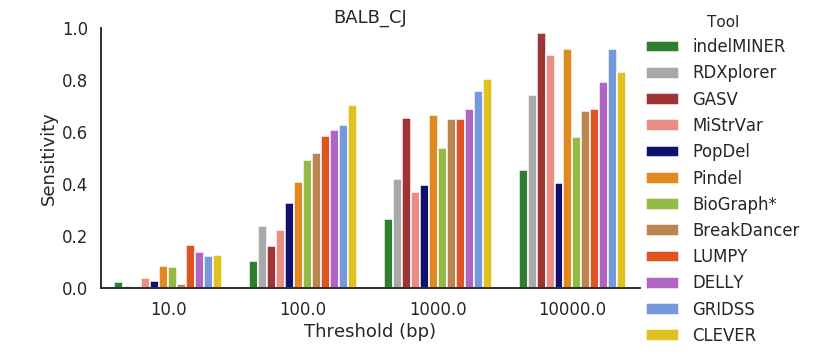 BALB_CJ
Sensitivity
1.0
0.8
0.6
0.4
0.2
0.0
10.0
100.0
1000.0
10000.0
Threshold (bp)
Tool
indelMINER
RDXplorer
GASV
MiStrVar
PopDel
Pindel
BioGraph*
BreakDancer
LUMPY
DELLY
GRIDSS
CLEVER